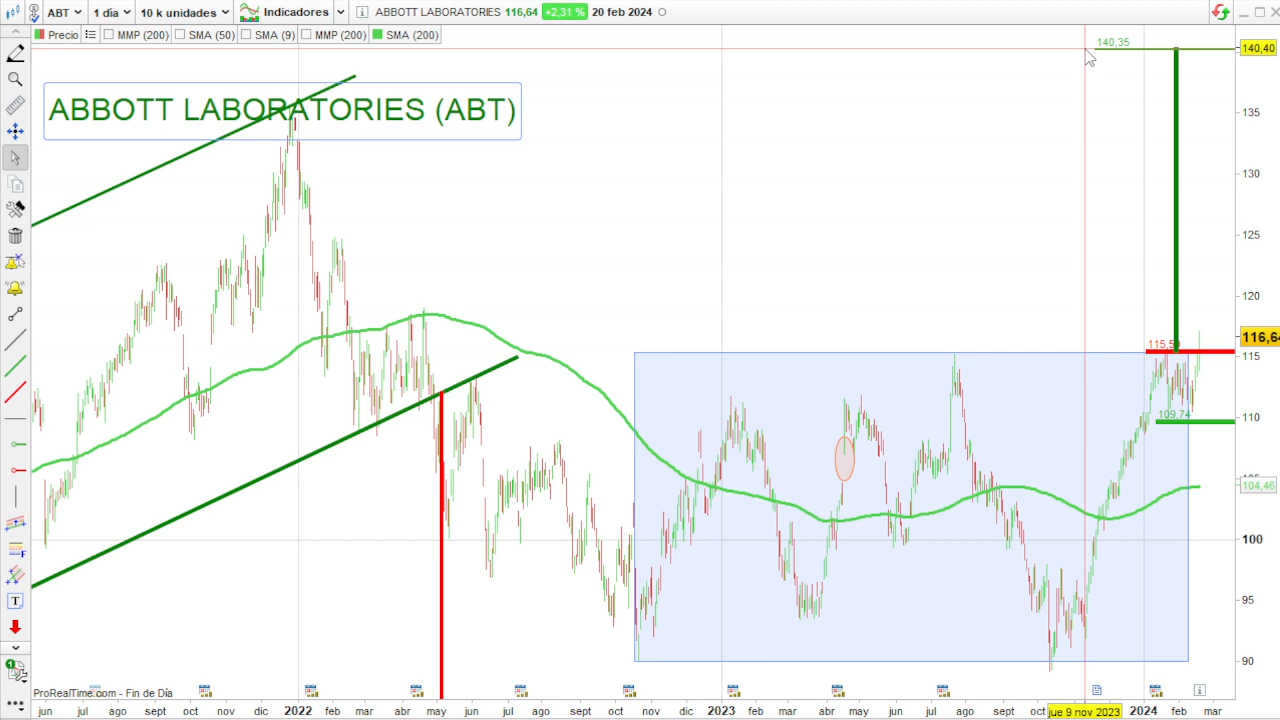 ABT 1 día 10 k unidades Indicadores ABBOTT LABORATORIES 116,64 +2,31 % 20 feb 2024
Precio MMP (200) SMA (50) SMA (9) MMP (200) SMA (200)
140,35
140,40
ABBOTT LABORATORIES (ABT)
135
130
125
120
116,64
115
110
109,74
104,46
100
95
90
ProRealTime.com - Fin de Día
jun jul ago sept oct nov dic 2022 feb mar abr may jun jul ago sept oct nov dic 2023 feb mar abr may jun jul ago sept oct jue 9 nov 2023 2024 feb mar